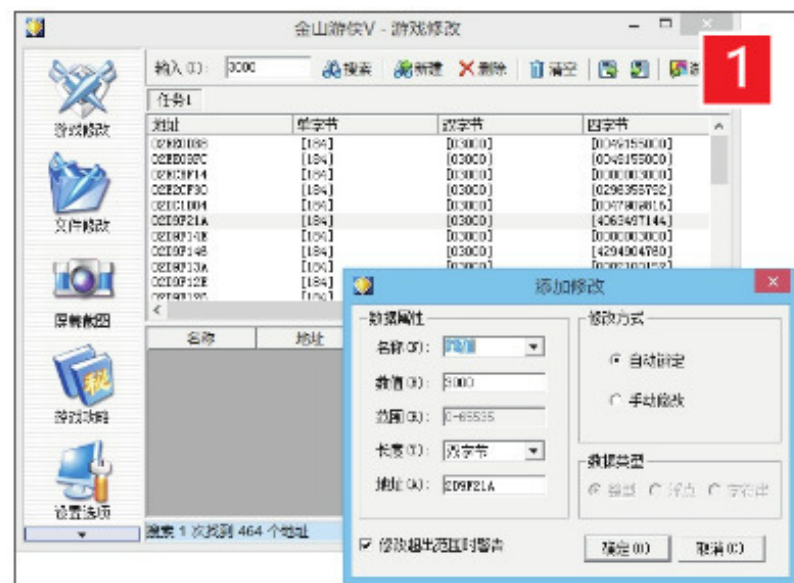 金山游侠V - 游戏修改
1
输入(I): 3000 搜索 新建 删除 清空
任务1
地址 单字节 双字节 四字节
[184] [03000] [0049155000]
[184] [03000] [0049155000]
[184] [03000] [0000003000]
[184] [03000]
[184] [03000]
02D9F21A [184] [03000] [4063497144]
[184] [03000] [0000003000]
[184] [03000]
[184] [03000]
[184]
游戏修改
文件修改
屏幕截图
游戏攻略
设置选项
名称 地址
搜索 1 次找到 464 个地址
添加修改
数据属性
名称(N):
数值(V): 3000
范围(R): 0-65535
长度(T): 双字节
地址(A): 2D9F21A
修改超出范围时警告
修改方式
自动锁定
手动修改
数据类型
整型 浮点 字符串
确定(O) 取消(C)